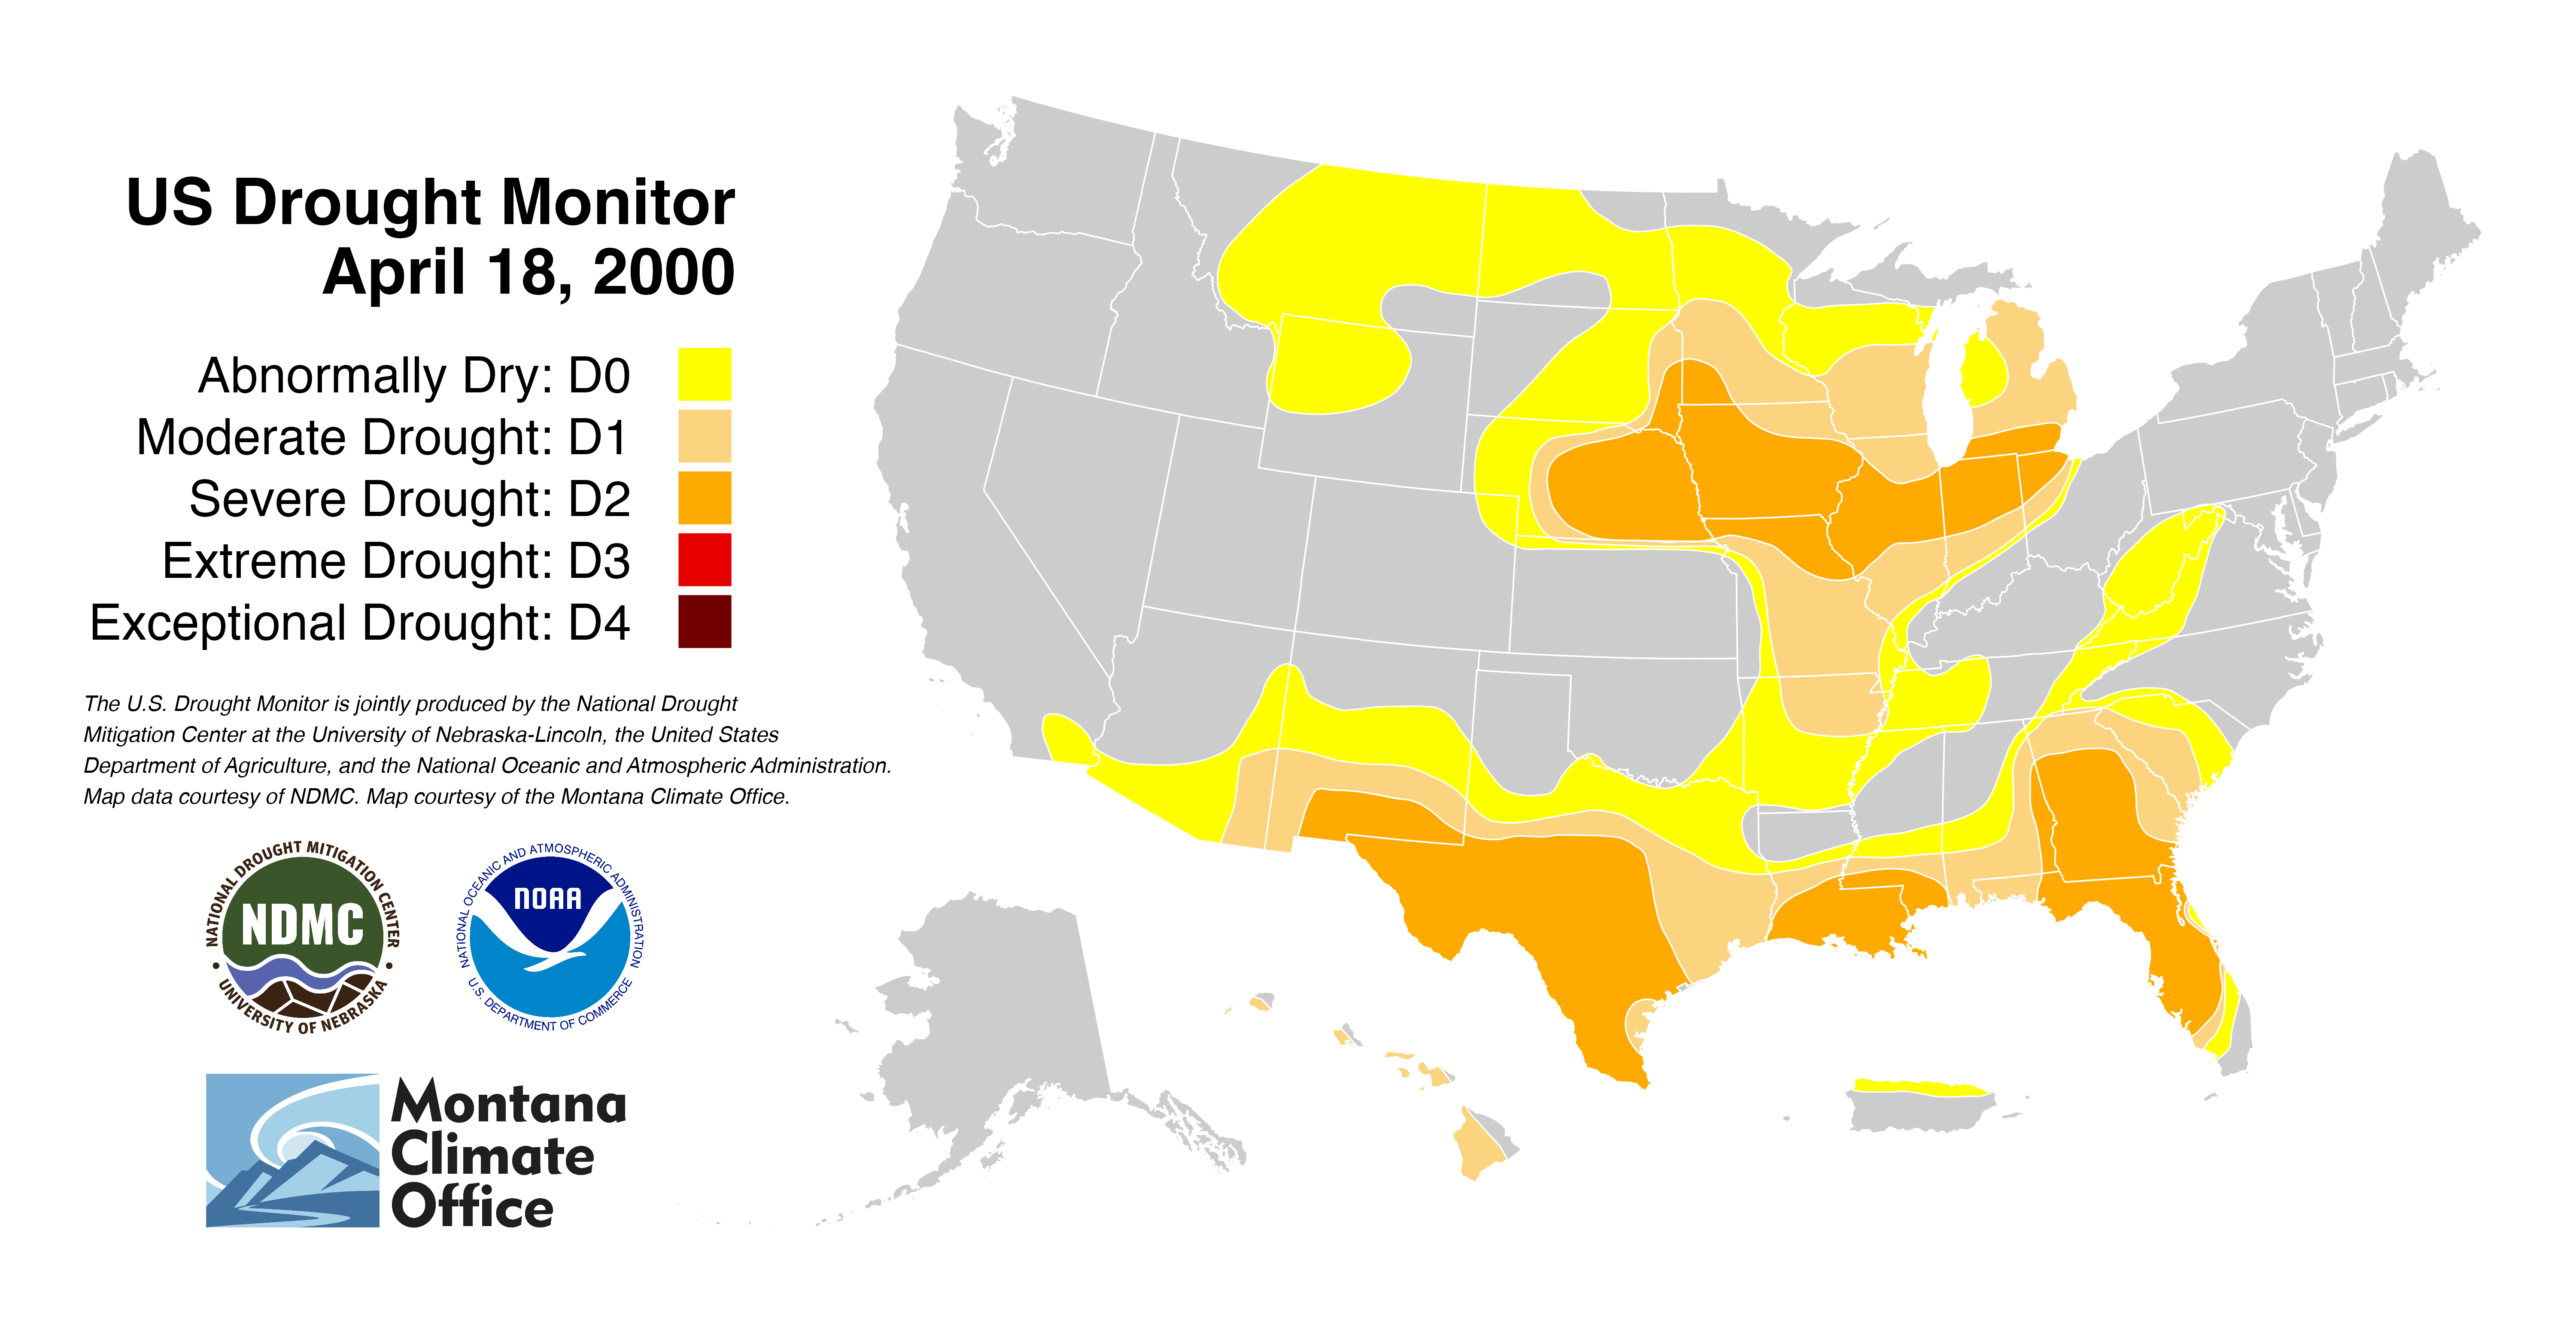 US Drought Monitor
April 18, 2000
Abnormally Dry: D0
Moderate Drought: D1
Severe Drought: D2
Extreme Drought: D3
Exceptional Drought: D4
The U.S. Drought Monitor is jointly produced by the National Drought
Mitigation Center at the University of Nebraska-Lincoln, the United States
Department of Agriculture, and the National Oceanic and Atmospheric Administration.
Map data courtesy of NDMC. Map courtesy of the Montana Climate Office.
NATIONAL DROUGHT MITIGATION CENTER
NDMC
• UNIVERSITY OF NEBRASKA •
NATIONAL OCEANIC AND ATMOSPHERIC ADMINISTRATION
NOAA
U.S. DEPARTMENT OF COMMERCE
Montana
Climate
Office